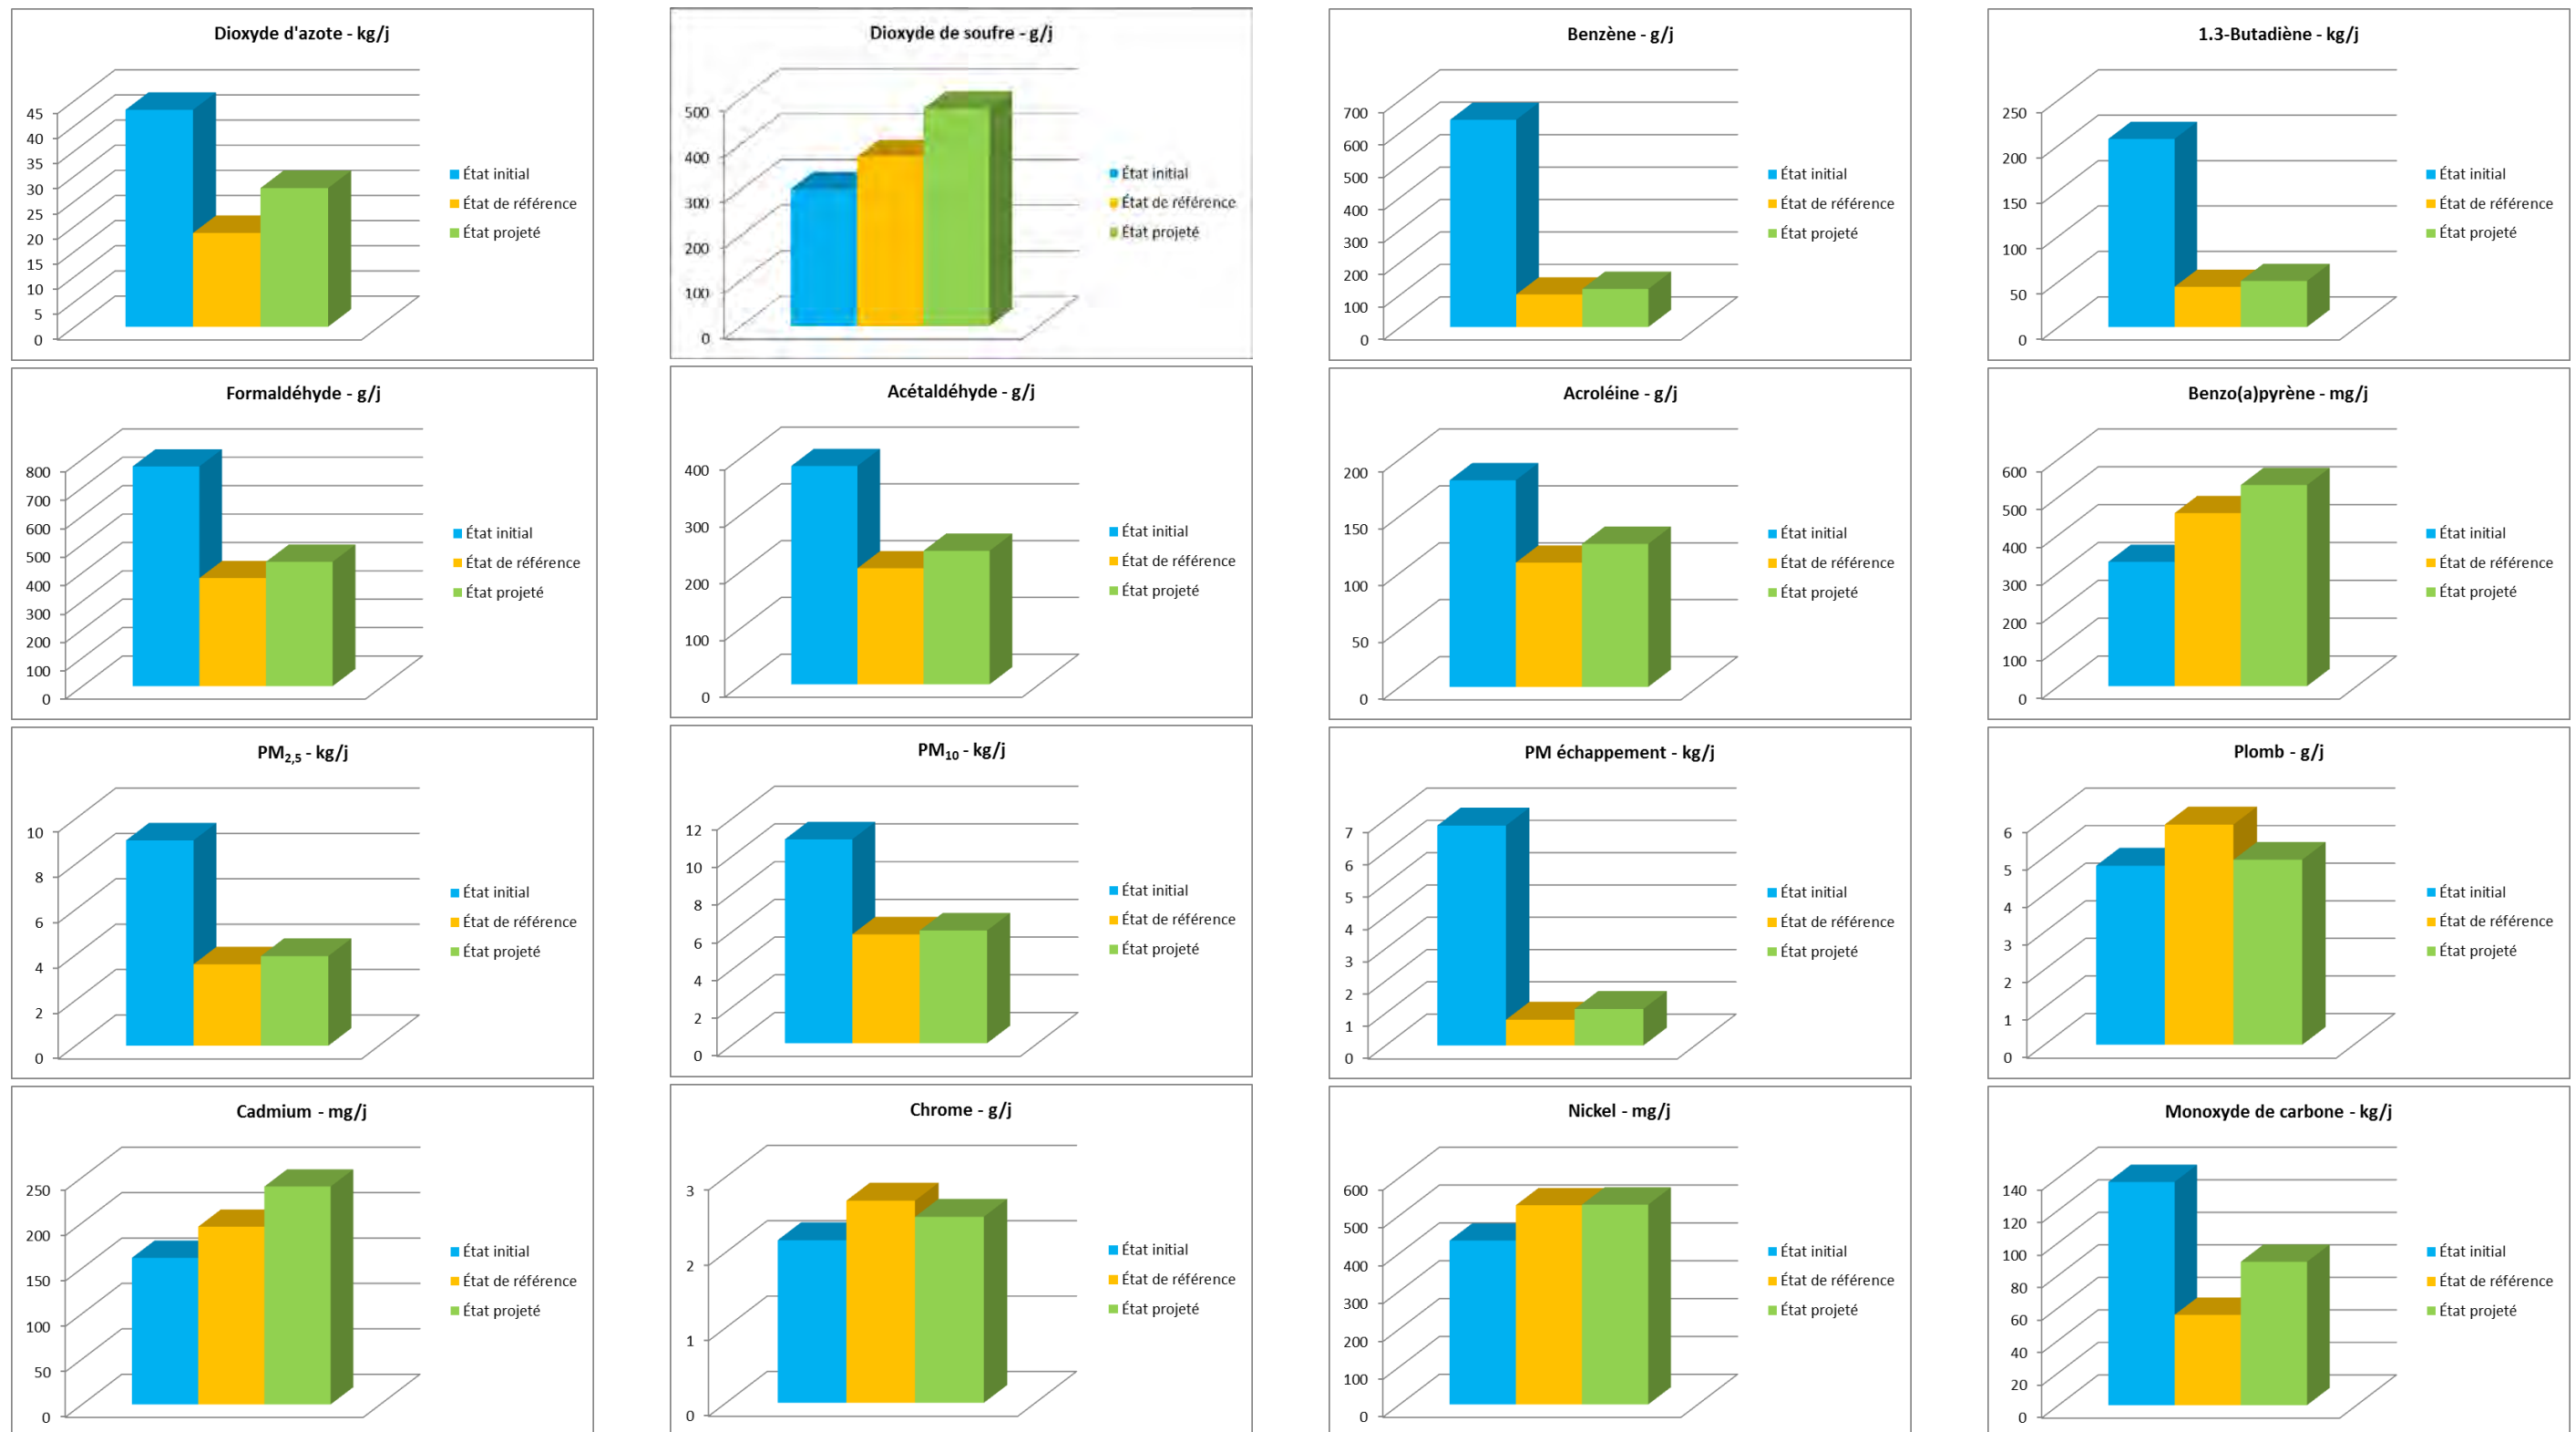 Dioxyde d'azote - kg/j
45
40
35
30
25
20
15
10
5
0
État initial
État de référence
État projeté
Dioxyde de soufre - g/j
500
400
300
200
100
0
État initial
État de référence
État projeté
Benzène - g/j
700
600
500
400
300
200
100
0
État initial
État de référence
État projeté
1.3-Butadiène - kg/j
250
200
150
100
50
0
État initial
État de référence
État projeté
Formaldéhyde - g/j
800
700
600
500
400
300
200
100
0
État initial
État de référence
État projeté
Acétaldéhyde - g/j
400
300
200
100
0
État initial
État de référence
État projeté
Acroléine - g/j
200
150
100
50
0
État initial
État de référence
État projeté
Benzo(a)pyrène - mg/j
600
500
400
300
200
100
0
État initial
État de référence
État projeté
PM2,5 - kg/j
10
8
6
4
2
0
État initial
État de référence
État projeté
PM10 - kg/j
12
10
8
6
4
2
0
État initial
État de référence
État projeté
PM échappement - kg/j
7
6
5
4
3
2
1
0
État initial
État de référence
État projeté
Plomb - g/j
6
5
4
3
2
1
0
État initial
État de référence
État projeté
Cadmium - mg/j
250
200
150
100
50
0
État initial
État de référence
État projeté
Chrome - g/j
3
2
1
0
État initial
État de référence
État projeté
Nickel - mg/j
600
500
400
300
200
100
0
État initial
État de référence
État projeté
Monoxyde de carbone - kg/j
140
120
100
80
60
40
20
0
État initial
État de référence
État projeté